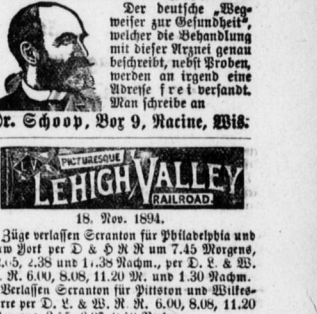 Der deutsche „Weg-
weiser zur Gesundheit",
welcher die Behandlung
mit dieser Arznei genau
beschreibt, nebst Proben,
werden an irgend eine
Adresse frei versandt.
Man schreibe an
Dr. Schoop, Box 9, Racine, Wis.
PICTURESQUE
LEHIGH VALLEY
RAILROAD.
18. Nov. 1894.
Züge verlassen Scranton für Philadelphia und
York per D & H R R um 7.45 Morgens,
2.38 und 11.38 Nachm., per D. L. & W.
R. 6.00, 8.08, 11.20 M. und 1.30 Nachm.
Verlassen Scranton für Pittston und Wilkes-
per D. L. & W. R. R. 6.00, 8.08, 11.20